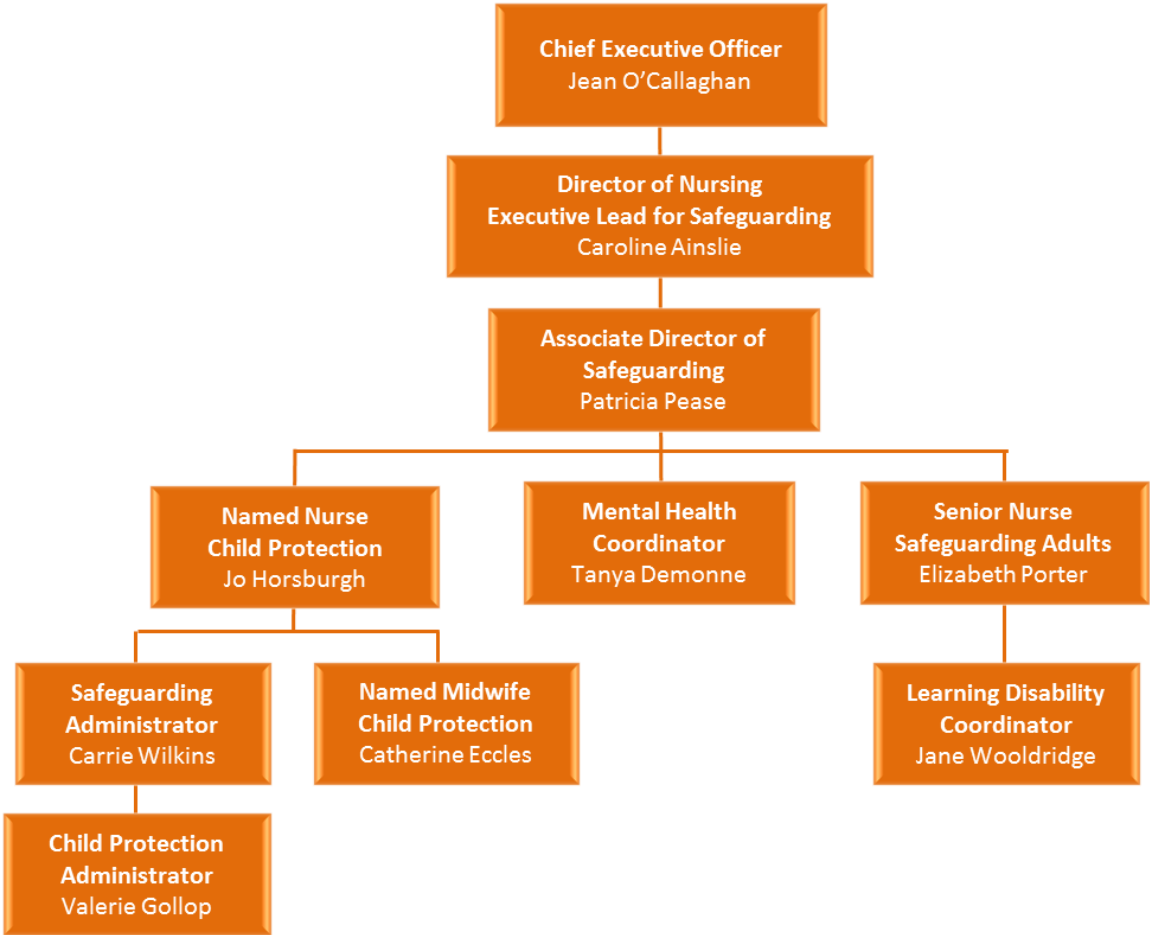 Chief Executive Officer
Jean O’Callaghan
Director of Nursing
Executive Lead for Safeguarding
Caroline Ainslie
Associate Director of
Safeguarding
Patricia Pease
Named Nurse
Child Protection
Jo Horsburgh
Mental Health
Coordinator
Tanya Demonne
Senior Nurse
Safeguarding Adults
Elizabeth Porter
Safeguarding
Administrator
Carrie Wilkins
Named Midwife
Child Protection
Catherine Eccles
Learning Disability
Coordinator
Jane Wooldridge
Child Protection
Administrator
Valerie Gollop